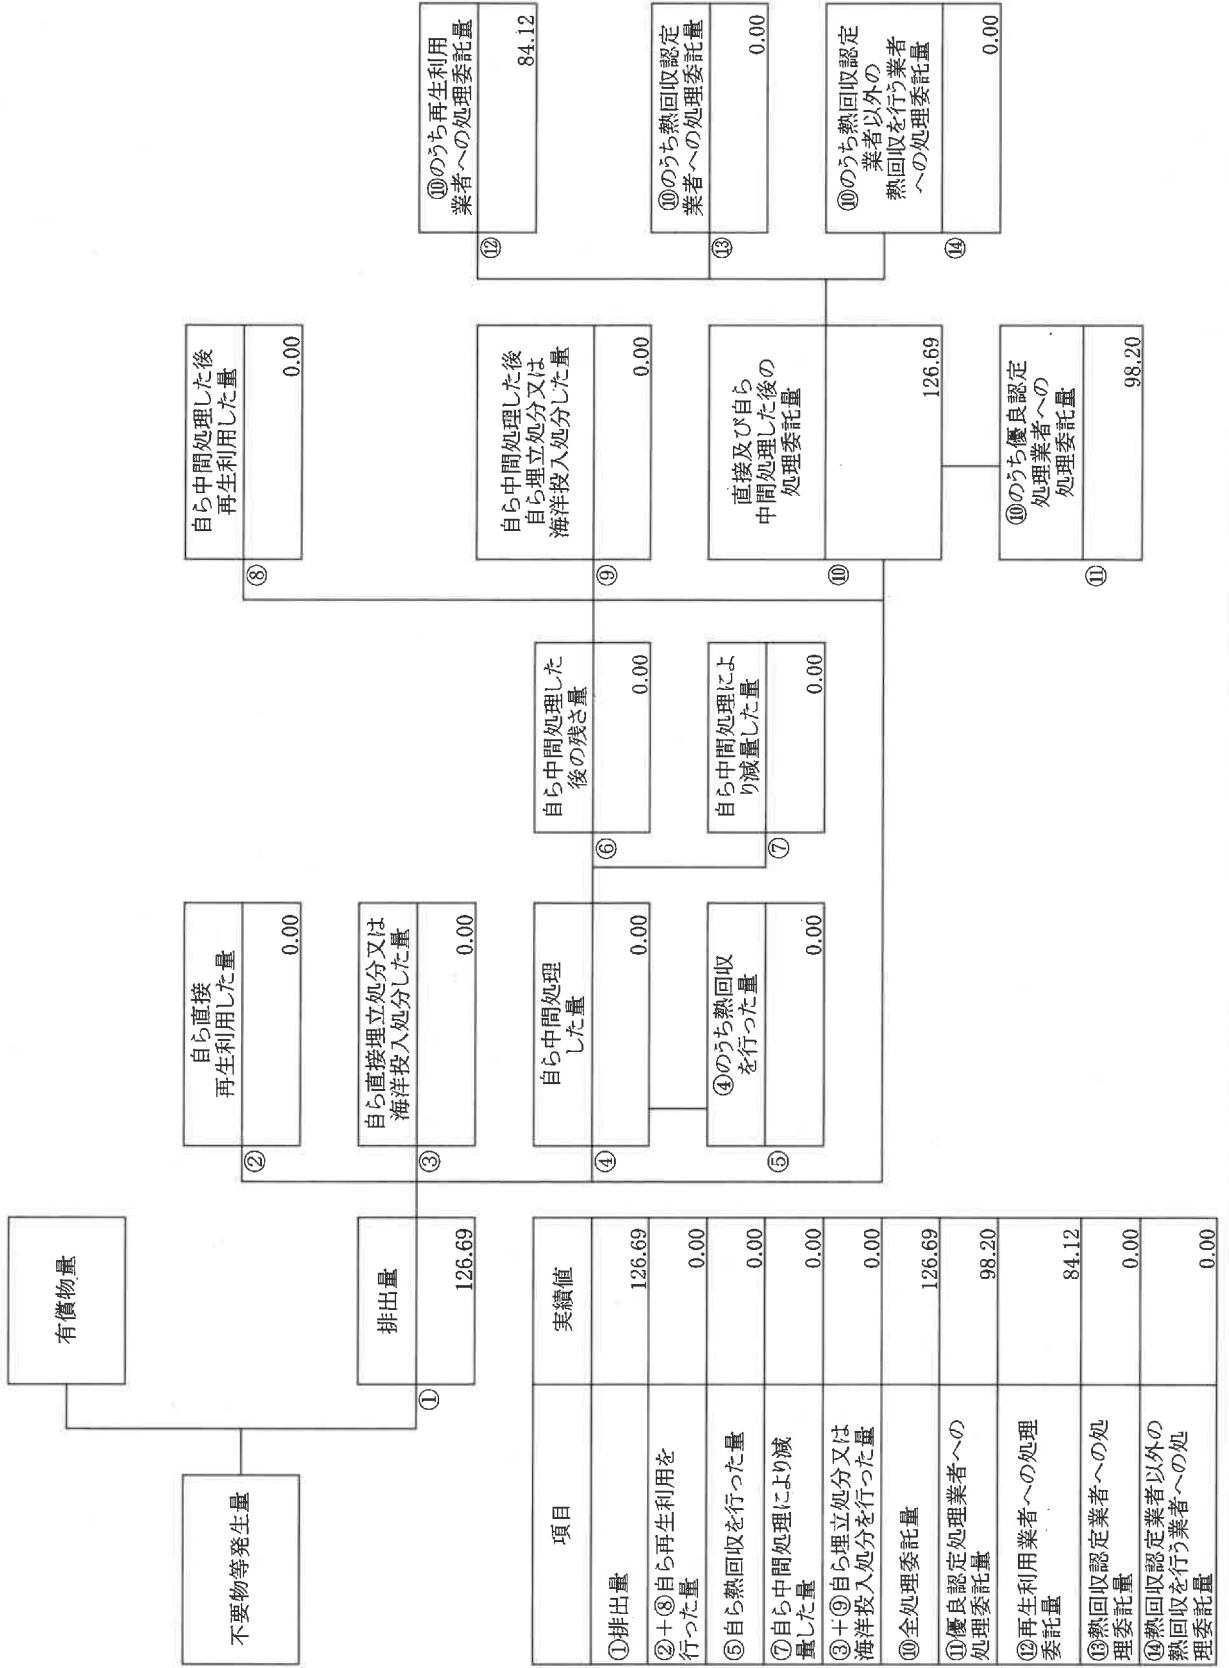 不要物等発生量
有償物量
排出量
①
126.69
自ら直接
再生利用した量
②
0.00
自ら直接埋立処分又は
海洋投入処分した量
③
0.00
自ら中間処理
した量
④
0.00
④のうち熱回収
を行った量
⑤
0.00
自ら中間処理した
後の残さ量
⑥
0.00
自ら中間処理によ
り減量した量
⑦
0.00
自ら中間処理した後
再生利用した量
⑧
0.00
自ら中間処理した後
自ら埋立処分又は
海洋投入処分した量
⑨
0.00
直接及び自ら
中間処理した後の
処理委託量
⑩
126.69
⑩のうち優良認定
処理業者への
処理委託量
⑪
98.20
⑩のうち再生利用
業者への処理委託量
⑫
84.12
⑩のうち熱回収認定
業者への処理委託量
⑬
0.00
⑩のうち熱回収認定
業者以外の
熱回収を行う業者
への処理委託量
⑭
0.00
項目 実績値
①排出量 126.69
②+⑧自ら再生利用を
行った量 0.00
⑤自ら熱回収を行った量 0.00
⑦自ら中間処理により減
量した量 0.00
③+⑨自ら埋立処分又は
海洋投入処分を行った量 0.00
⑩全処理委託量 126.69
⑪優良認定処理業者への
処理委託量 98.20
⑫再生利用業者への処理
委託量 84.12
⑬熱回収認定業者への処
理委託量 0.00
⑭熱回収認定業者以外の
熱回収を行う業者への処
理委託量 0.00